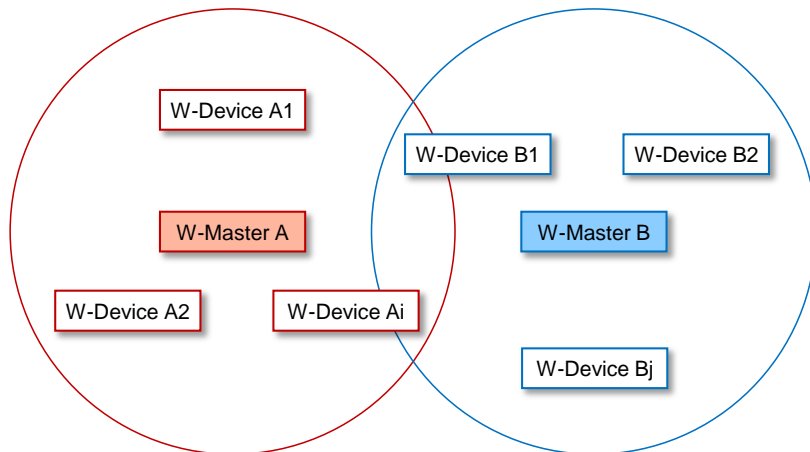 W-Device A1
W-Device B1
W-Device B2
W-Master A
W-Master B
W-Device A2
W-Device Ai
W-Device Bj